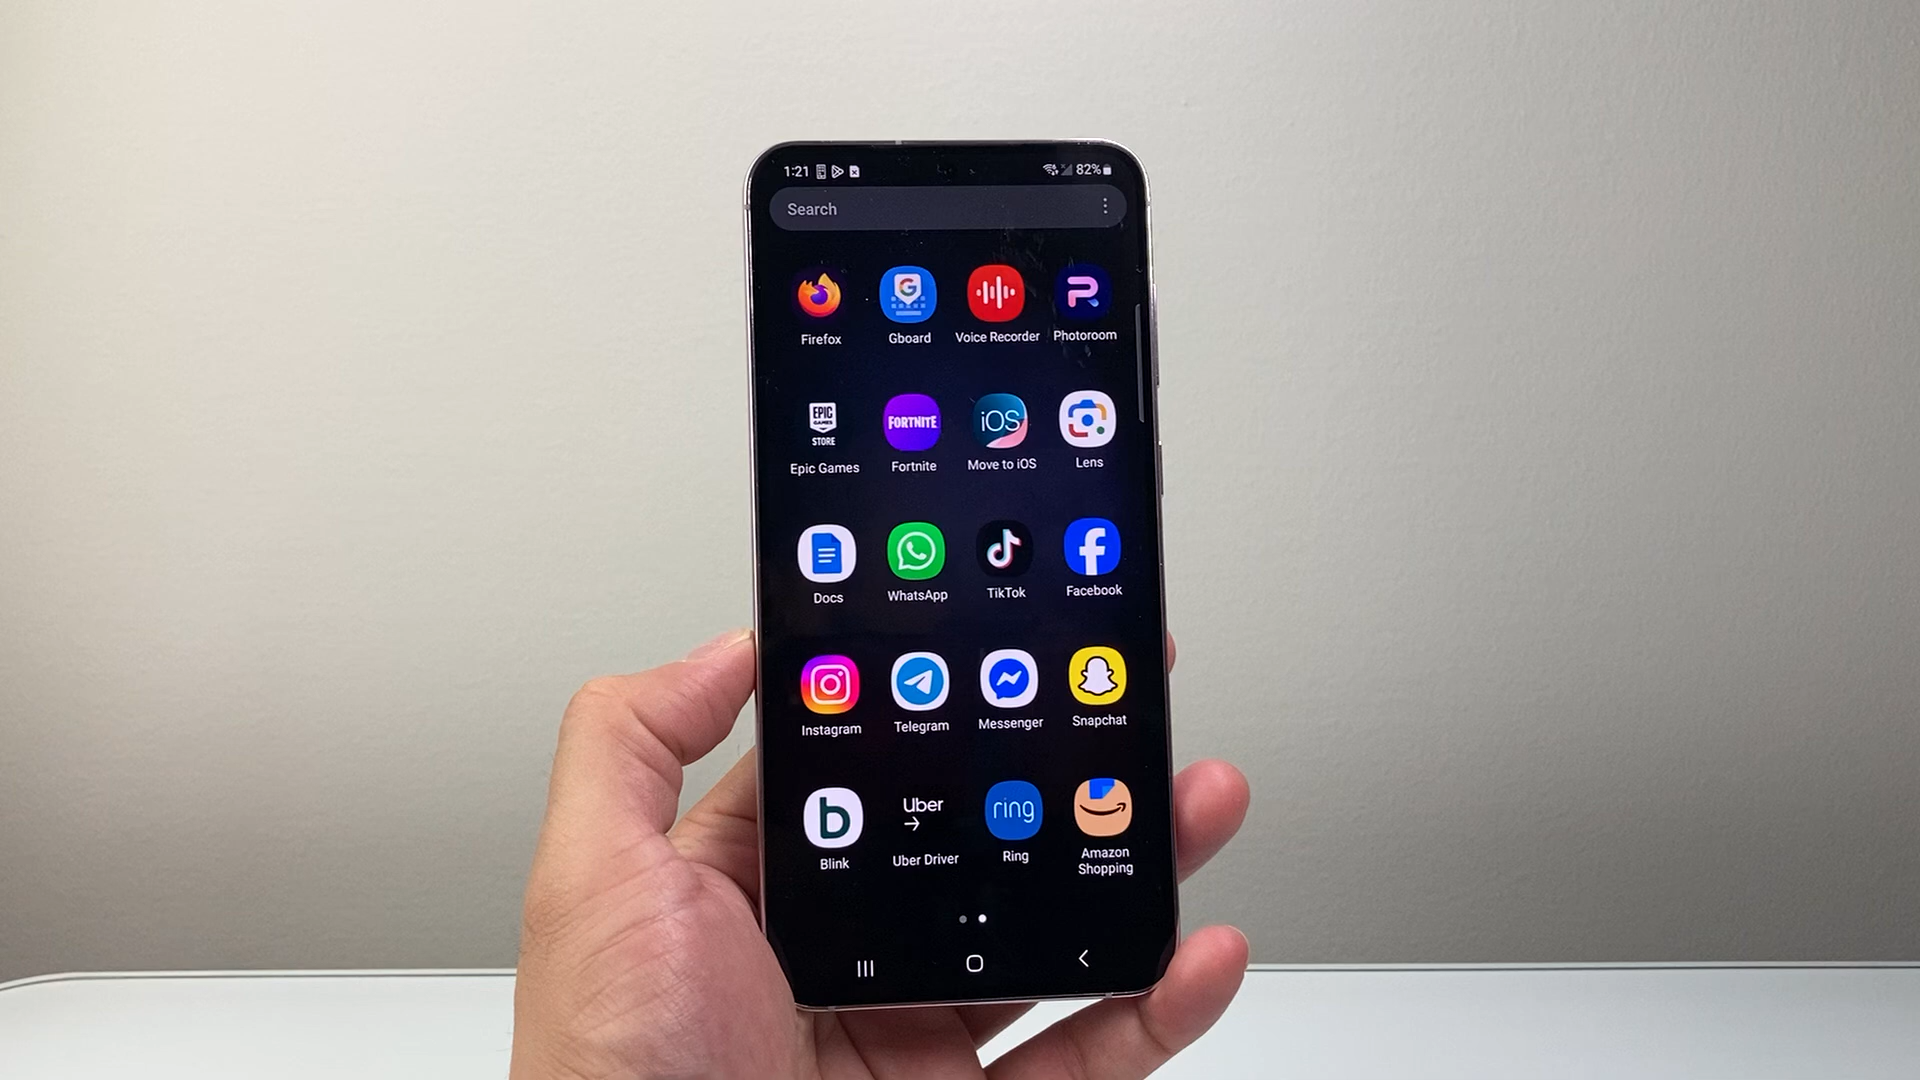 1:21
82%
Search
Firefox
Gboard
Voice Recorder
Photoroom
EPIC
GAMES
STORE
FORTNITE
iOS
Epic Games
Fortnite
Move to iOS
Lens
Docs
WhatsApp
TikTok
Facebook
Instagram
Telegram
Messenger
Snapchat
b
Uber
ring
Blink
Uber Driver
Ring
Amazon
Shopping